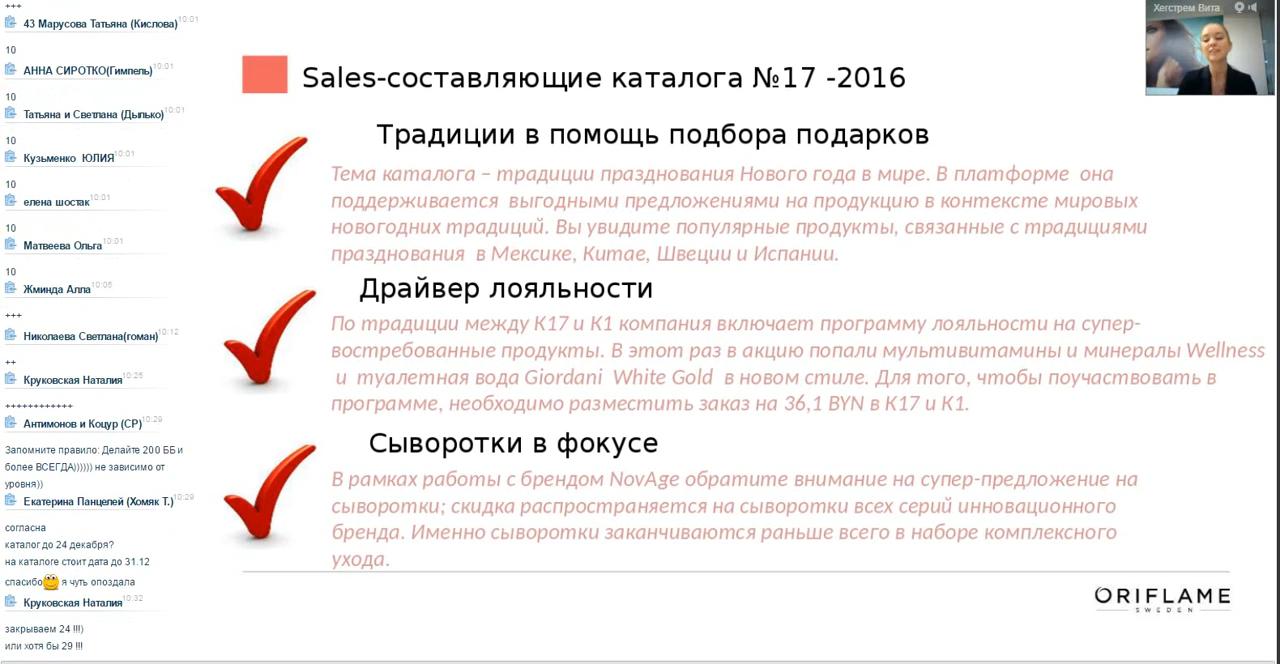 +++
43 Марусова Татьяна (Кислова) 10:01
10
АННА СИРОТКО(Гимпель) 10:01
10
Татьяна и Светлана (Дылько) 10:01
10
Кузьменко ЮЛИЯ 10:01
10
елена шостак 10:01
10
Матвеева Ольга 10:01
10
Жминда Алла
+++
Николаева Светлана(гоман) 10:12
++
Круковская Наталия
++++++++++++
Антимонов и Коцур (СР) 10:29
Запомните правило: Делайте 200 ББ и
более ВСЕГДА)))))) не зависимо от
уровня))
Екатерина Панцелей (Хомяк Т.) 10:29
согласна
каталог до 24 декабря?
на каталоге стоит дата до 31.12
спасибо я чуть опоздала
Круковская Наталия 10:32
закрываем 24 !!!)
или хотя бы 29 !!!
Хегстрем Вита
Sales-составляющие каталога №17 -2016
Традиции в помощь подбора подарков
Тема каталога – традиции празднования Нового года в мире. В платформе она
поддерживается выгодными предложениями на продукцию в контексте мировых
новогодних традиций. Вы увидите популярные продукты, связанные с традициями
празднования в Мексике, Китае, Швеции и Испании.
Драйвер лояльности
По традиции между К17 и К1 компания включает программу лояльности на супер-
востребованные продукты. В этот раз в акцию попали мультивитамины и минералы Wellness
и туалетная вода Giordani White Gold в новом стиле. Для того, чтобы поучаствовать в
программе, необходимо разместить заказ на 36,1 BYN в К17 и К1.
Сыворотки в фокусе
В рамках работы с брендом NovAge обратите внимание на супер-предложение на
сыворотки; скидка распространяется на сыворотки всех серий инновационного
бренда. Именно сыворотки заканчиваются раньше всего в наборе комплексного
ухода.
ORIFLAME
SWEDEN